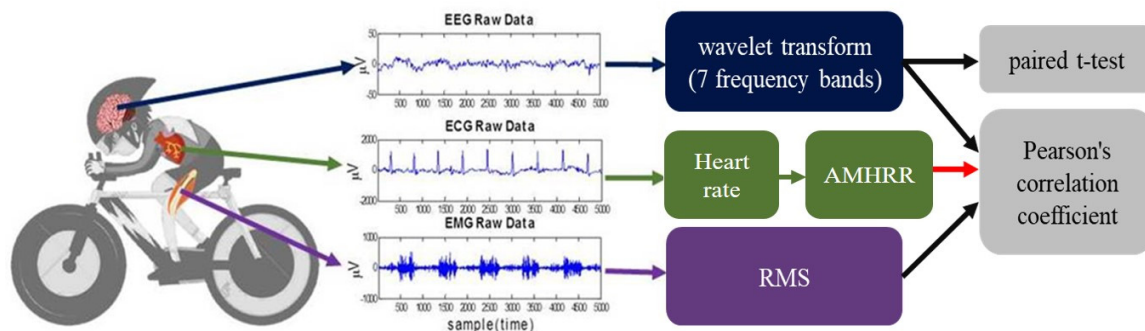 EEG Raw Data
50
0
-50
μV
500 1000 1500 2000 2500 3000 3500 4000 4500 5000
wavelet transform
(7 frequency bands)
paired t-test
ECG Raw Data
2000
0
-2000
μV
500 1000 1500 2000 2500 3000 3500 4000 4500 5000
Heart
rate
AMHRR
Pearson's
correlation
coefficient
EMG Raw Data
1000
0
-1000
μV
500 1000 1500 2000 2500 3000 3500 4000 4500 5000
sample(time)
RMS